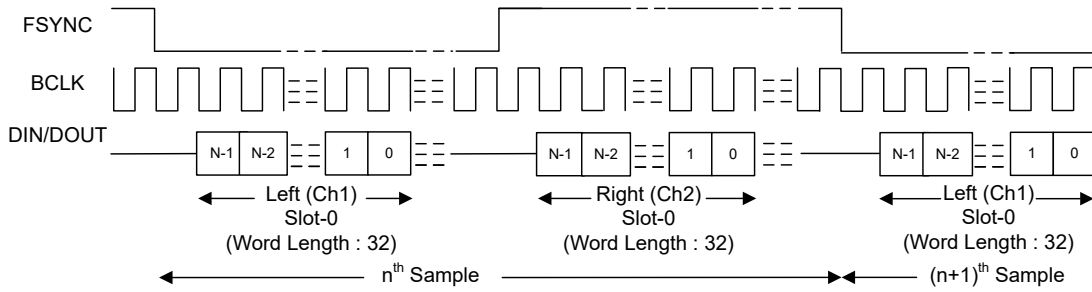 FSYNC
BCLK
DIN/DOUT
N-1 N-2 1 0 N-1 N-2 1 0 N-1 N-2 1 0
Left (Ch1) Right (Ch2) Left (Ch1)
Slot-0 Slot-0 Slot-0
(Word Length : 32) (Word Length : 32) (Word Length : 32)
nth Sample (n+1)th Sample